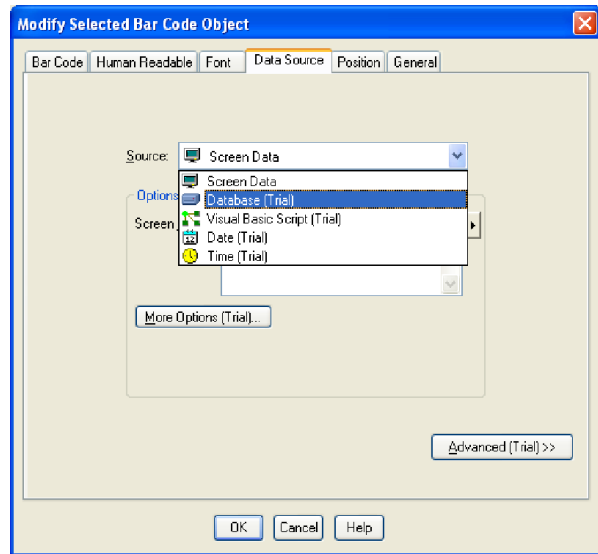 Modify Selected Bar Code Object
Bar Code Human Readable Font Data Source Position General
Source: Screen Data
Screen Data
Options Database (Trial)
Screen Visual Basic Script (Trial)
Date (Trial)
Time (Trial)
More Options (Trial)...
Advanced (Trial) >>
OK Cancel Help